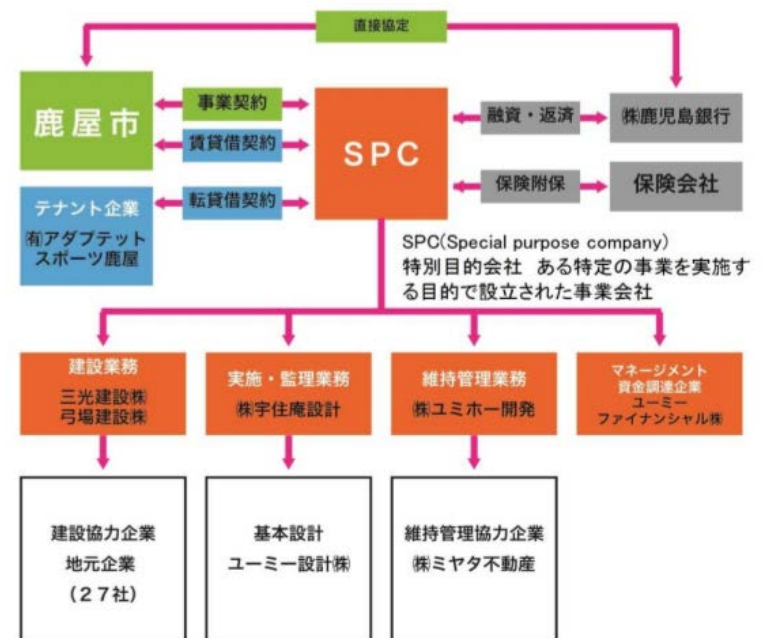 直接協定
鹿屋市
事業契約
賃貸借契約
SPC
融資・返済
㈱鹿児島銀行
テナント企業
㈲アダプテット
スポーツ鹿屋
転貸借契約
保険附保
保険会社
SPC(Special purpose company)
特別目的会社 ある特定の事業を実施す
る目的で設立された事業会社
建設業務
三光建設㈱
弓場建設㈱
実施・監理業務
㈱宇住庵設計
維持管理業務
㈱ユミホー開発
マネージメント
資金調達企業
ユーミー
ファイナンシャル㈱
建設協力企業
地元企業
(27社)
基本設計
ユーミー設計㈱
維持管理協力企業
㈱ミヤタ不動産